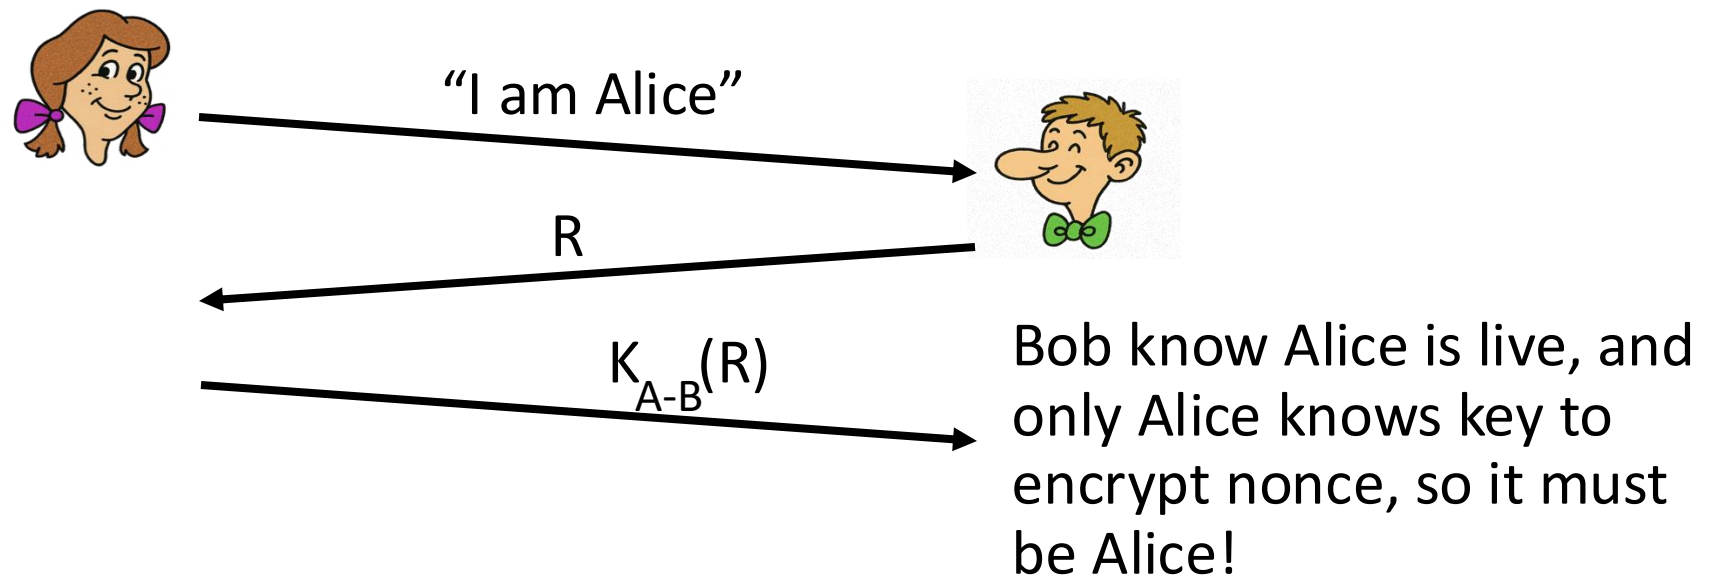 “I am Alice”
R
K_A-B(R)
Bob know Alice is live, and
only Alice knows key to
encrypt nonce, so it must
be Alice!